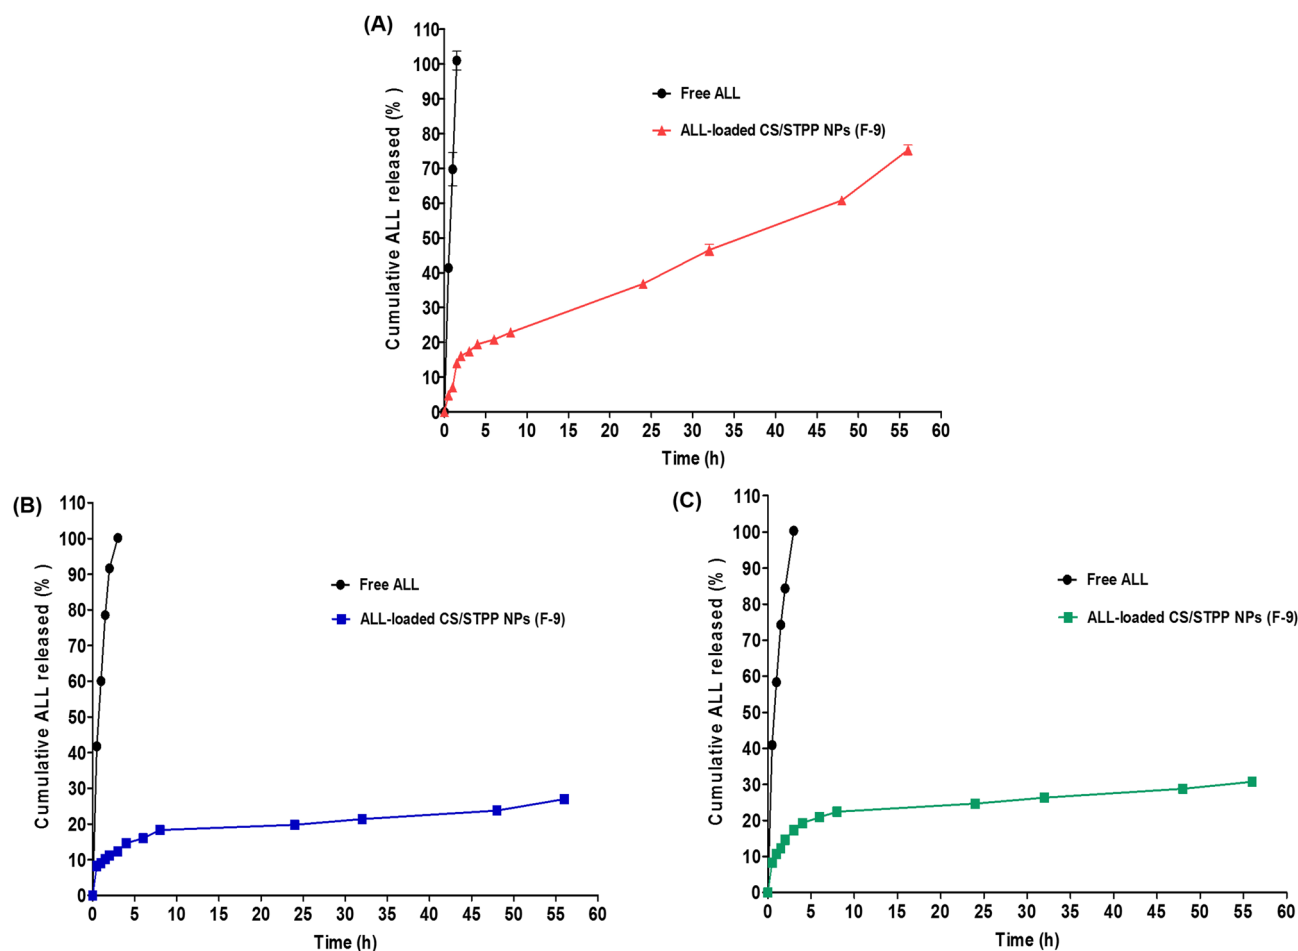 (A)
Cumulative ALL released (% )
110
100
90
80
70
60
50
40
30
20
10
0
0 5 10 15 20 25 30 35 40 45 50 55 60
Time (h)
Free ALL
ALL-loaded CS/STPP NPs (F-9)
(B)
Cumulative ALL released (% )
110
100
90
80
70
60
50
40
30
20
10
0
0 5 10 15 20 25 30 35 40 45 50 55 60
Time (h)
Free ALL
ALL-loaded CS/STPP NPs (F-9)
(C)
Cumulative ALL released (% )
110
100
90
80
70
60
50
40
30
20
10
0
0 5 10 15 20 25 30 35 40 45 50 55 60
Time (h)
Free ALL
ALL-loaded CS/STPP NPs (F-9)